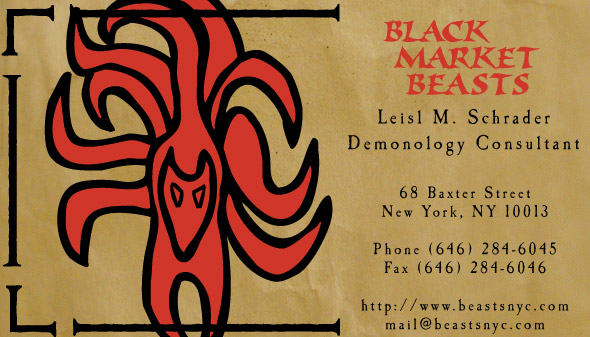 BLACK
MARKET
BEASTS
Leisl M. Schrader
Demonology Consultant
68 Baxter Street
New York, NY 10013
Phone (646) 284-6045
Fax (646) 284-6046
http://www.beastsnyc.com
mail@beastsnyc.com